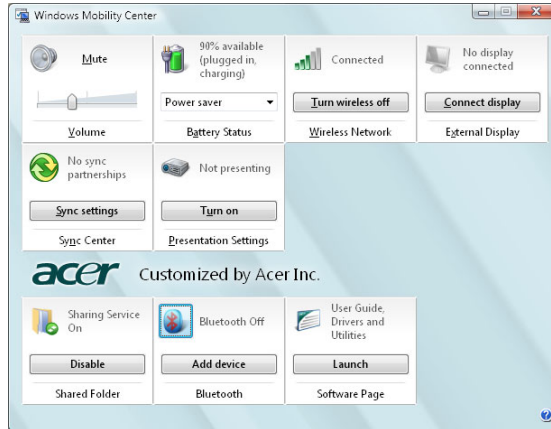 Windows Mobility Center
Mute
Volume
90% available
(plugged in,
charging)
Power saver
Battery Status
Connected
Turn wireless off
Wireless Network
No display
connected
Connect display
External Display
No sync
partnerships
Sync settings
Sync Center
Not presenting
Turn on
Presentation Settings
acer Customized by Acer Inc.
Sharing Service
On
Disable
Shared Folder
Bluetooth Off
Add device
Bluetooth
User Guide,
Drivers and
Utilities
Launch
Software Page